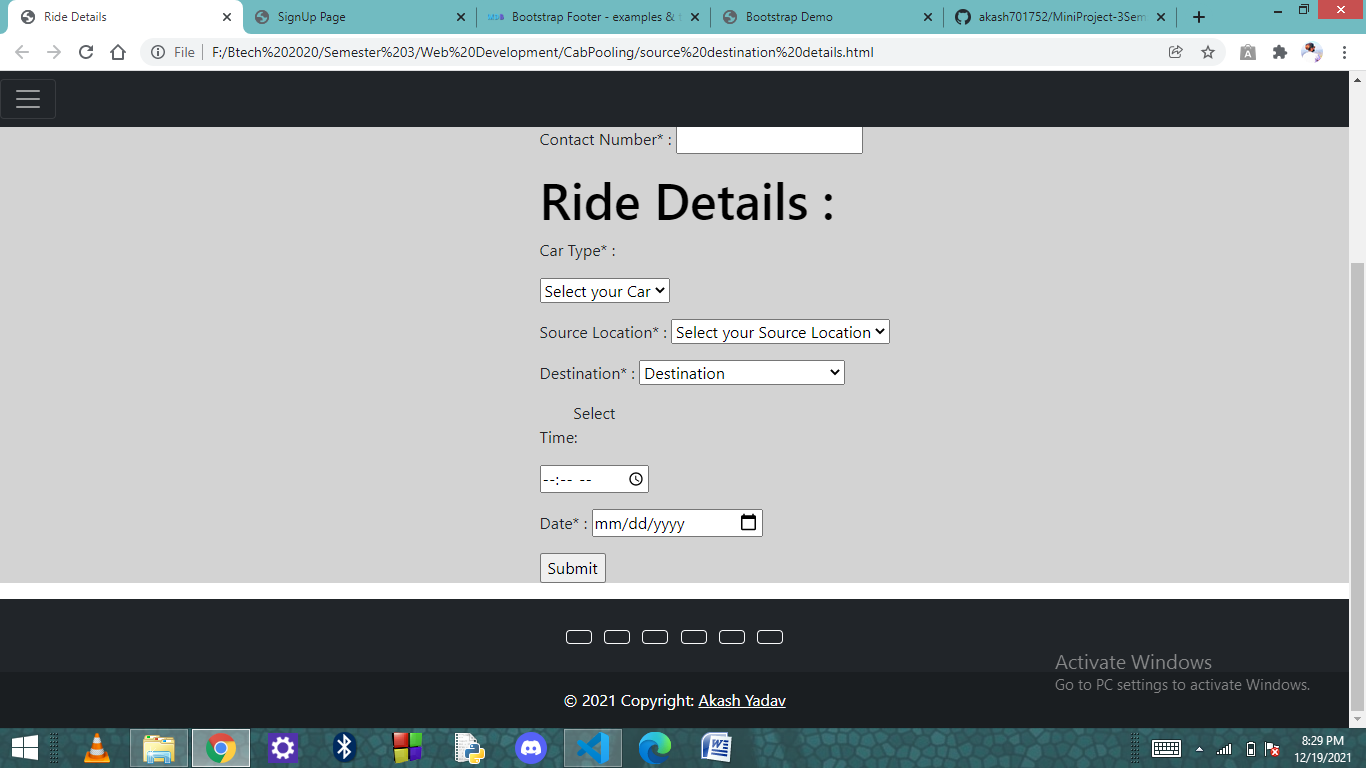 Ride Details
SignUp Page
Bootstrap Footer - examples &
Bootstrap Demo
akash701752/MiniProject-3Sem
File
F:/Btech%202020/Semester%203/Web%20Development/CabPooling/source%20destination%20details.html
Contact Number* :
Ride Details :
Car Type* :
Select your Car
Source Location* : Select your Source Location
Destination* : Destination
Select
Time:
--:-- --
Date* : mm/dd/yyyy
Submit
Activate Windows
Go to PC settings to activate Windows.
© 2021 Copyright: Akash Yadav
8:29 PM
12/19/2021